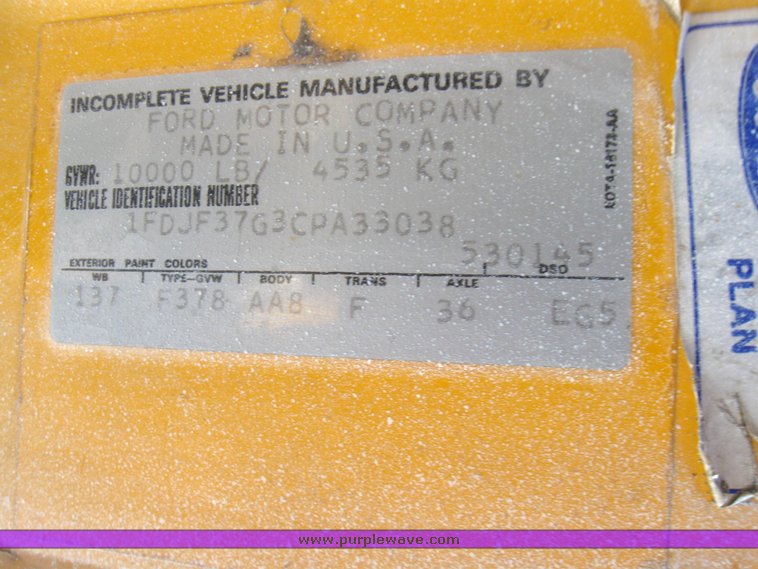 INCOMPLETE VEHICLE MANUFACTURED BY
FORD MOTOR COMPANY
MADE IN U.S.A.
GVWR: 10000 LB/ 4535 KG
VEHICLE IDENTIFICATION NUMBER
1FDJF37G3CPA33038
530145
EXTERIOR PAINT COLORS DSO
WB TYPE-GVW BODY TRANS AXLE
137 F378 AA8 F 36 EG5
PLAN
www.purplewave.com